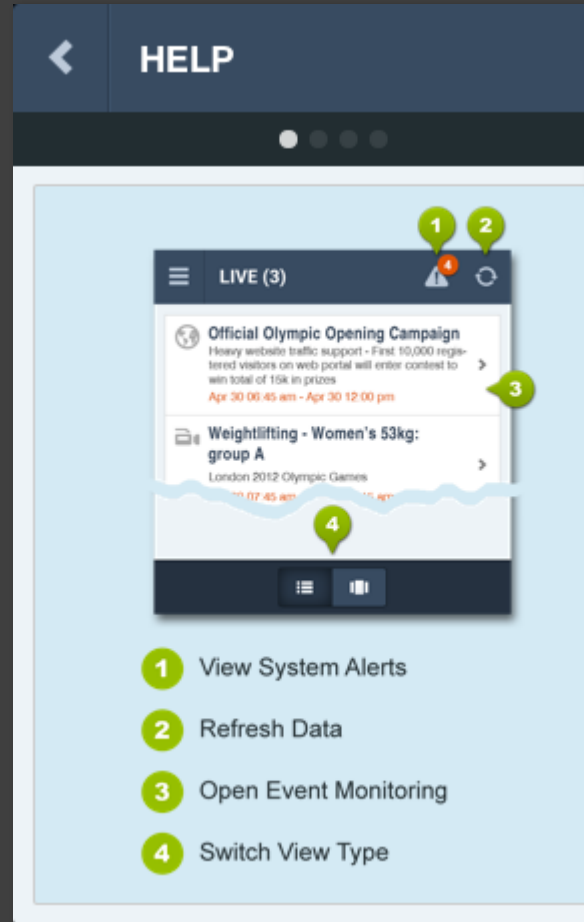 HELP
1 2
LIVE (3) 4
Official Olympic Opening Campaign
Heavy website traffic support - First 10,000 regis-
tered visitors on web portal will enter contest to
win total of 15k in prizes
Apr 30 06:45 am - Apr 30 12:00 pm
3
Weightlifting - Women's 53kg:
group A
London 2012 Olympic Games
07:45 am
4
1 View System Alerts
2 Refresh Data
3 Open Event Monitoring
4 Switch View Type